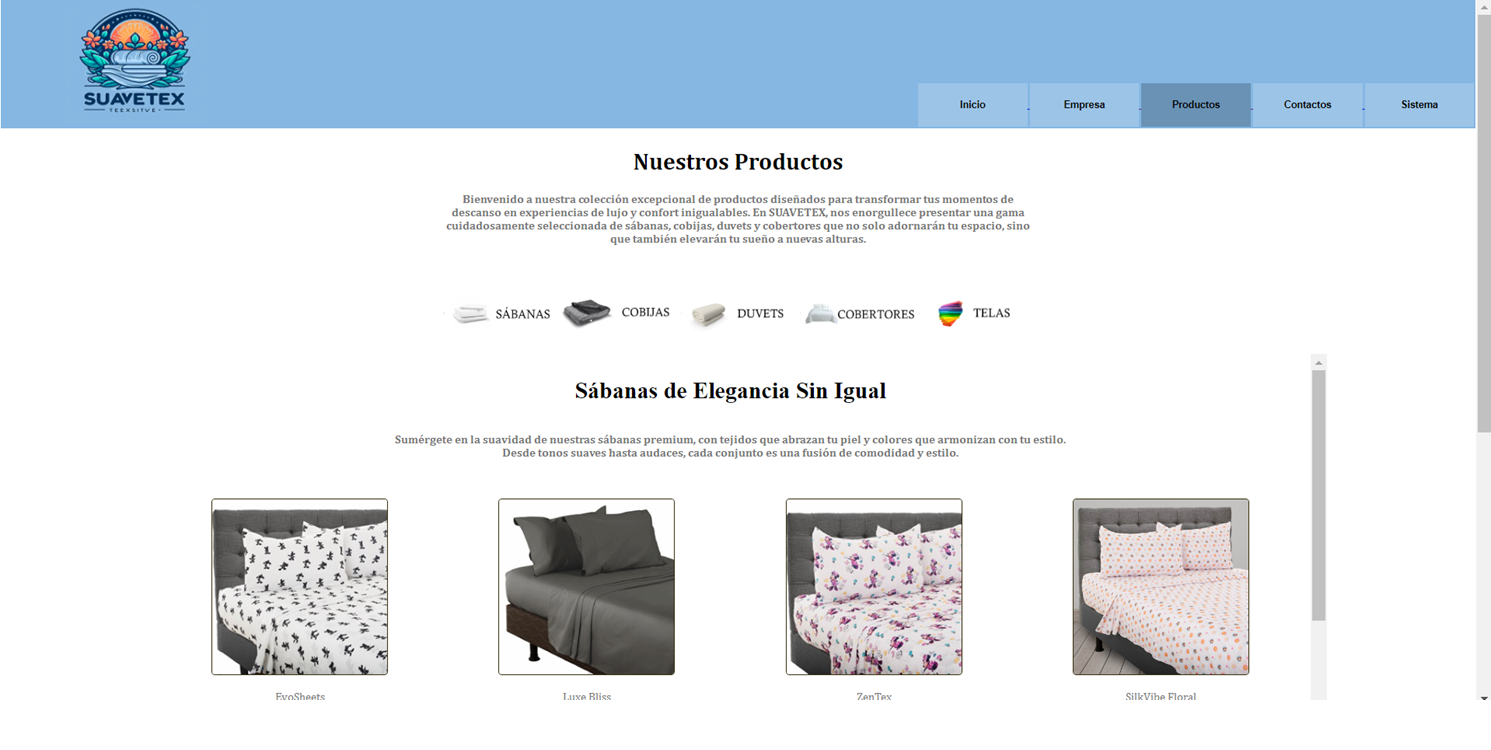 SUAVETEX
Inicio
Empresa
Productos
Contactos
Sistema
Nuestros Productos
Bienvenido a nuestra colección excepcional de productos diseñados para transformar tus momentos de
descanso en experiencias de lujo y confort inigualables. En SUAVETEX, nos enorgullece presentar una gama
cuidadosamente seleccionada de sábanas, cobijas, duvets y cobertores que no solo adornarán tu espacio, sino
que también elevarán tu sueño a nuevas alturas.
SÁBANAS
COBIJAS
DUVETS
COBERTORES
TELAS
Sábanas de Elegancia Sin Igual
Sumérgete en la suavidad de nuestras sábanas premium, con tejidos que abrazan tu piel y colores que armonizan con tu estilo.
Desde tonos suaves hasta audaces, cada conjunto es una fusión de comodidad y estilo.
EvoSheets
Luxe Bliss
ZenTex
SilkVibe Floral